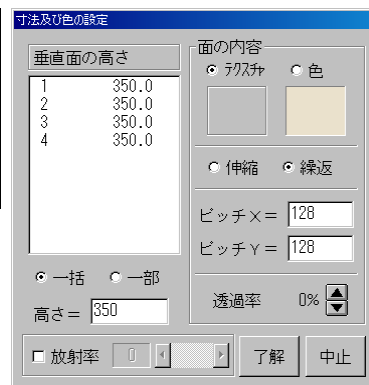 寸法及び色の設定
垂直面の高さ
1 350.0
2 350.0
3 350.0
4 350.0
一括 一部
高さ= 350
面の内容
ﾃｸｽﾁｬ 色
伸縮 繰返
ピッチX= 128
ピッチY= 128
透過率 0%
放射率 0
了解 中止